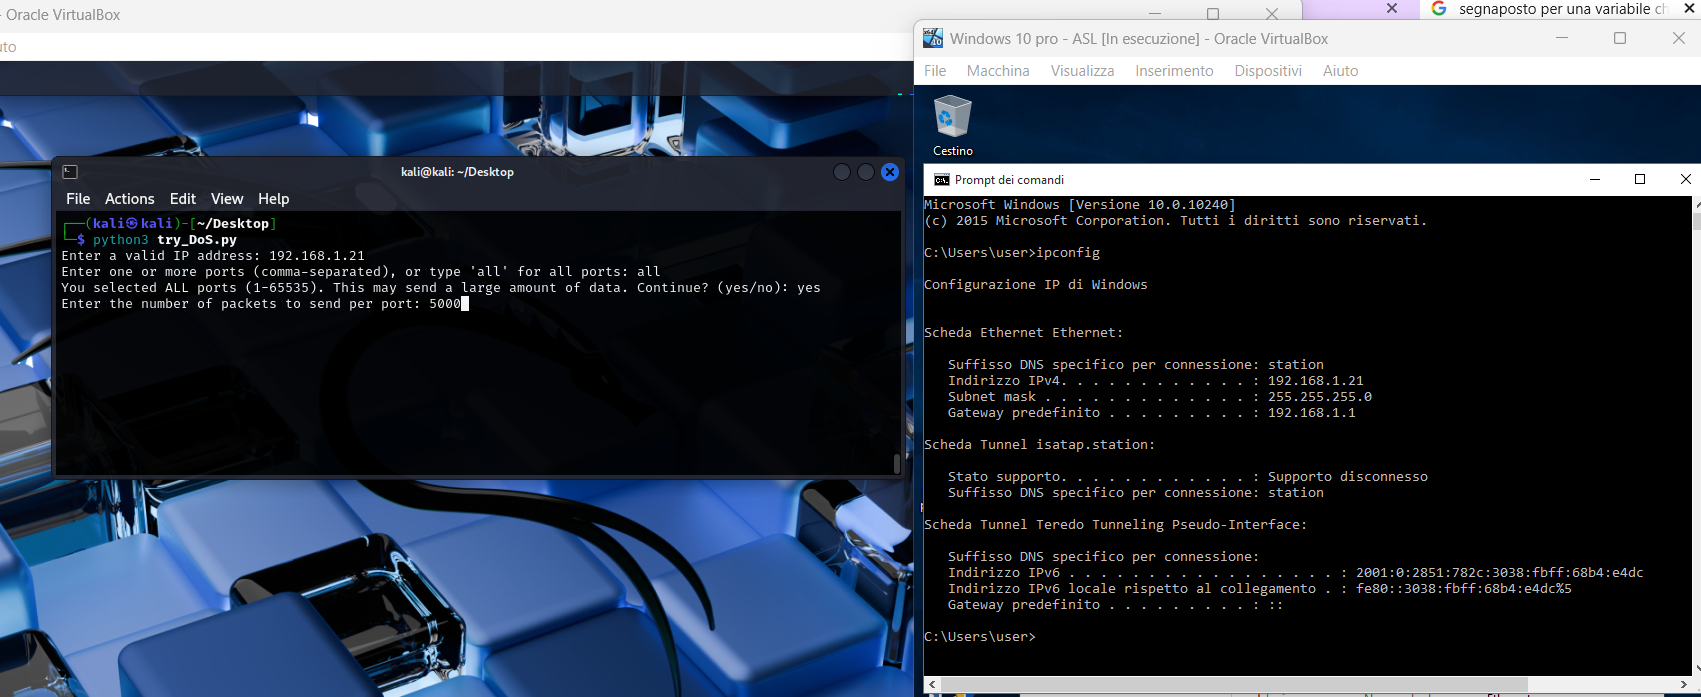 - Oracle VirtualBox
uto
segnaposto per una variabile ch
Windows 10 pro - ASL [In esecuzione] - Oracle VirtualBox
File Macchina Visualizza Inserimento Dispositivi Aiuto
Cestino
kali@kali: ~/Desktop
File Actions Edit View Help
(kali㉿kali)-[~/Desktop]
$ python3 try_DoS.py
Enter a valid IP address: 192.168.1.21
Enter one or more ports (comma-separated), or type 'all' for all ports: all
You selected ALL ports (1-65535). This may send a large amount of data. Continue? (yes/no): yes
Enter the number of packets to send per port: 5000
Prompt dei comandi
Microsoft Windows [Versione 10.0.10240]
(c) 2015 Microsoft Corporation. Tutti i diritti sono riservati.
C:\Users\user>ipconfig
Configurazione IP di Windows
Scheda Ethernet Ethernet:
Suffisso DNS specifico per connessione: station
Indirizzo IPv4. . . . . . . . . . . . : 192.168.1.21
Subnet mask . . . . . . . . . . . . . : 255.255.255.0
Gateway predefinito . . . . . . . . . : 192.168.1.1
Scheda Tunnel isatap.station:
Stato supporto. . . . . . . . . . . . : Supporto disconnesso
Suffisso DNS specifico per connessione: station
Scheda Tunnel Teredo Tunneling Pseudo-Interface:
Suffisso DNS specifico per connessione:
Indirizzo IPv6 . . . . . . . . . . . . . . . . . : 2001:0:2851:782c:3038:fbff:68b4:e4dc
Indirizzo IPv6 locale rispetto al collegamento . : fe80::3038:fbff:68b4:e4dc%5
Gateway predefinito . . . . . . . . . : ::
C:\Users\user>